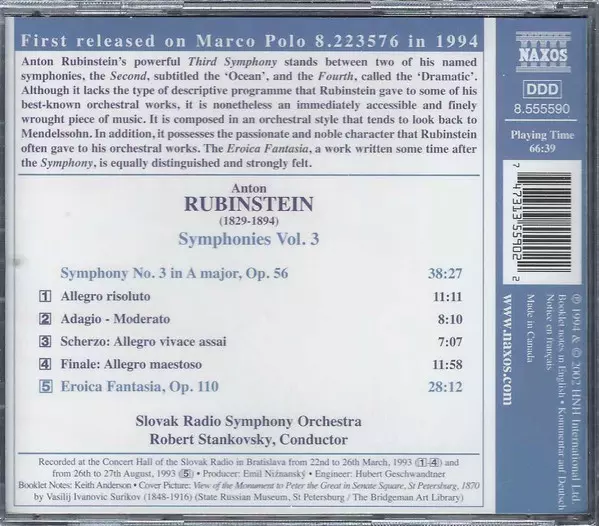 First released on Marco Polo 8.223576 in 1994
NAXOS
Anton Rubinstein's powerful Third Symphony stands between two of his named
symphonies, the Second, subtitled the 'Ocean', and the Fourth, called the 'Dramatic'.
Although it lacks the type of descriptive programme that Rubinstein gave to some of his
best-known orchestral works, it is nonetheless an immediately accessible and finely
wrought piece of music. It is composed in an orchestral style that tends to look back to
Mendelssohn. In addition, it possesses the passionate and noble character that Rubinstein
often gave to his orchestral works. The Eroica Fantasia, a work written some time after
the Symphony, is equally distinguished and strongly felt.
DDD
8.555590
Playing Time
66:39
Anton
RUBINSTEIN
(1829-1894)
Symphonies Vol. 3
Symphony No. 3 in A major, Op. 56 38:27
1 Allegro risoluto 11:11
2 Adagio - Moderato 8:10
3 Scherzo: Allegro vivace assai 7:07
4 Finale: Allegro maestoso 11:58
5 Eroica Fantasia, Op. 110 28:12
Slovak Radio Symphony Orchestra
Robert Stankovsky, Conductor
Recorded at the Concert Hall of the Slovak Radio in Bratislava from 22nd to 26th March, 1993 (1-4) and
from 26th to 27th August, 1993 (5) • Producer: Emil Nižnanský • Engineer: Hubert Geschwandtner
Booklet Notes: Keith Anderson • Cover Picture: View of the Monument to Peter the Great in Senate Square, St Petersburg, 1870
by Vasilij Ivanovic Surikov (1848-1916) (State Russian Museum, St Petersburg / The Bridgeman Art Library)
7 47313 55902 2
www.naxos.com
Made in Canada
Notice en français
Booklet notes in English • Kommentar auf Deutsch
℗ 1994 & © 2002 HNH International Ltd.